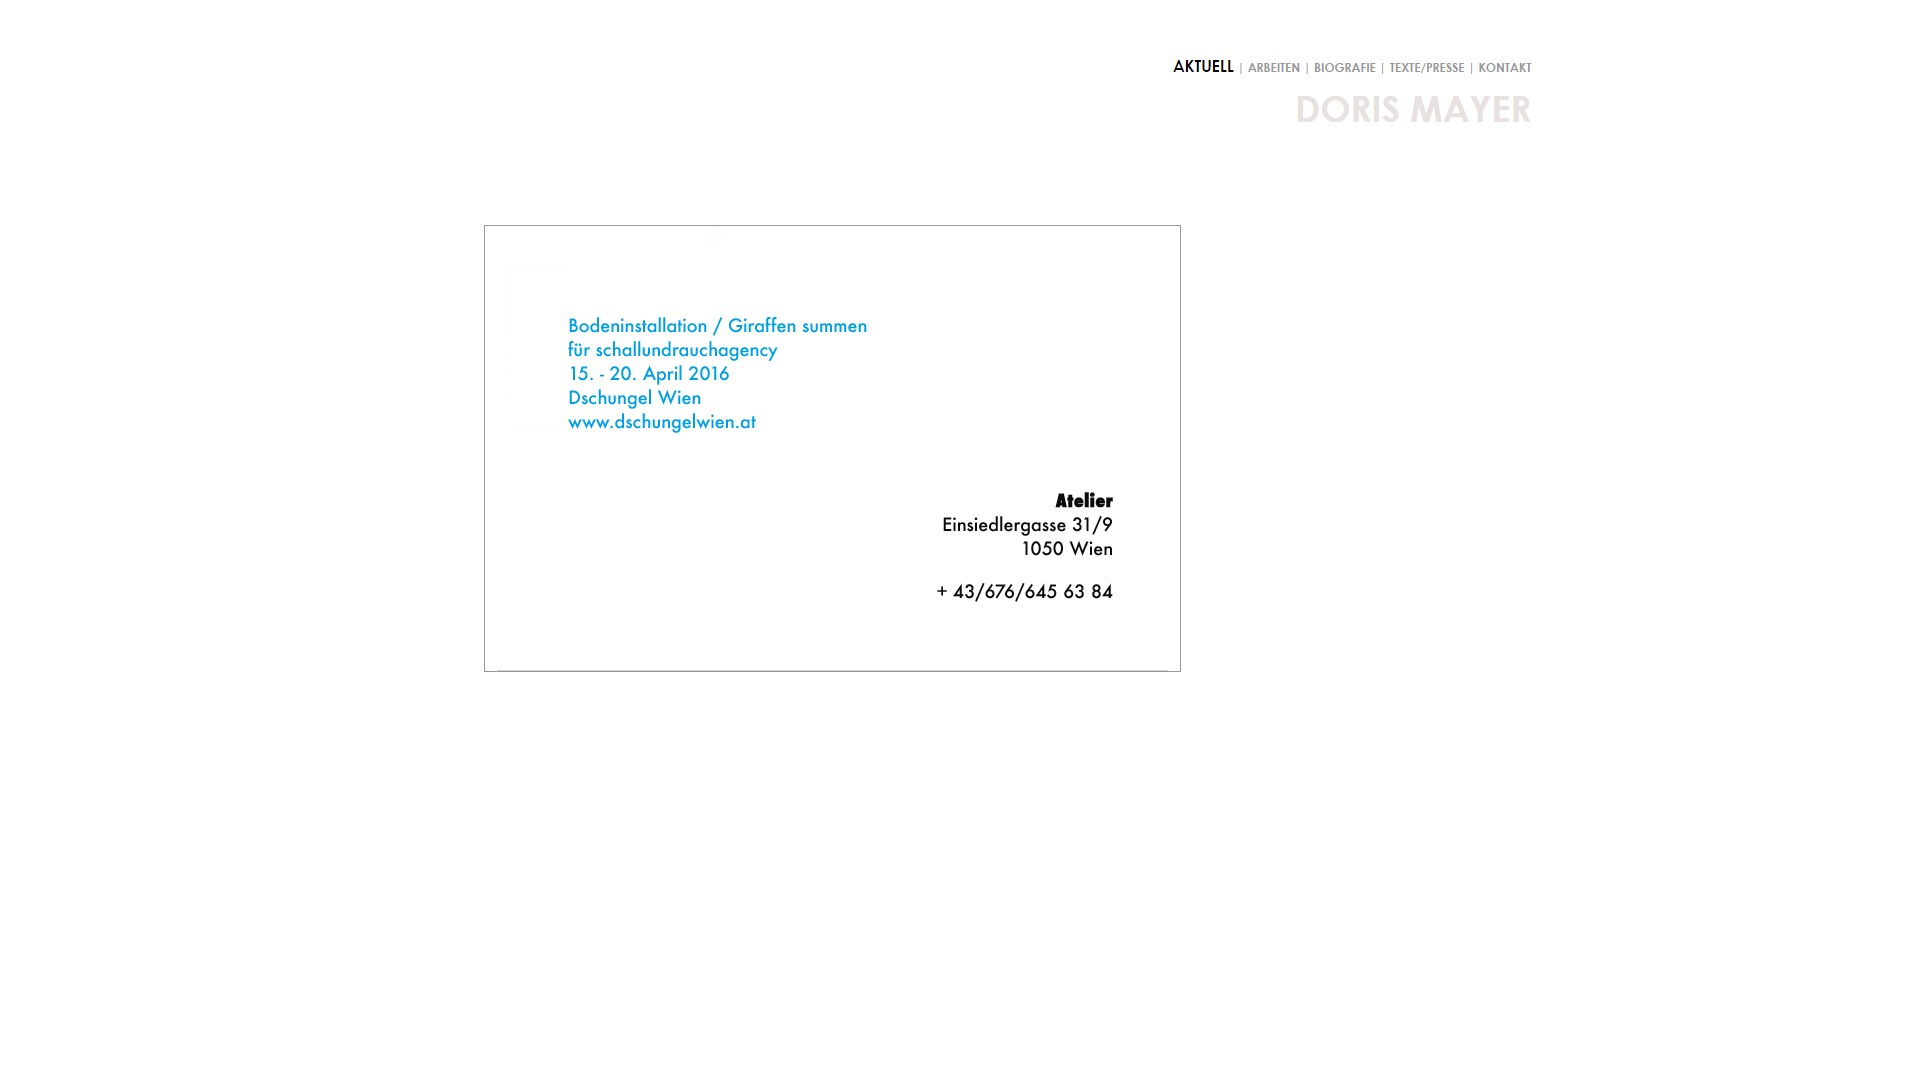 AKTUELL | ARBEITEN | BIOGRAFIE | TEXTE/PRESSE | KONTAKT
DORIS MAYER
Bodeninstallation / Giraffen summen
für schallundrauchagency
15. - 20. April 2016
Dschungel Wien
www.dschungelwien.at
Atelier
Einsiedlergasse 31/9
1050 Wien
+ 43/676/645 63 84